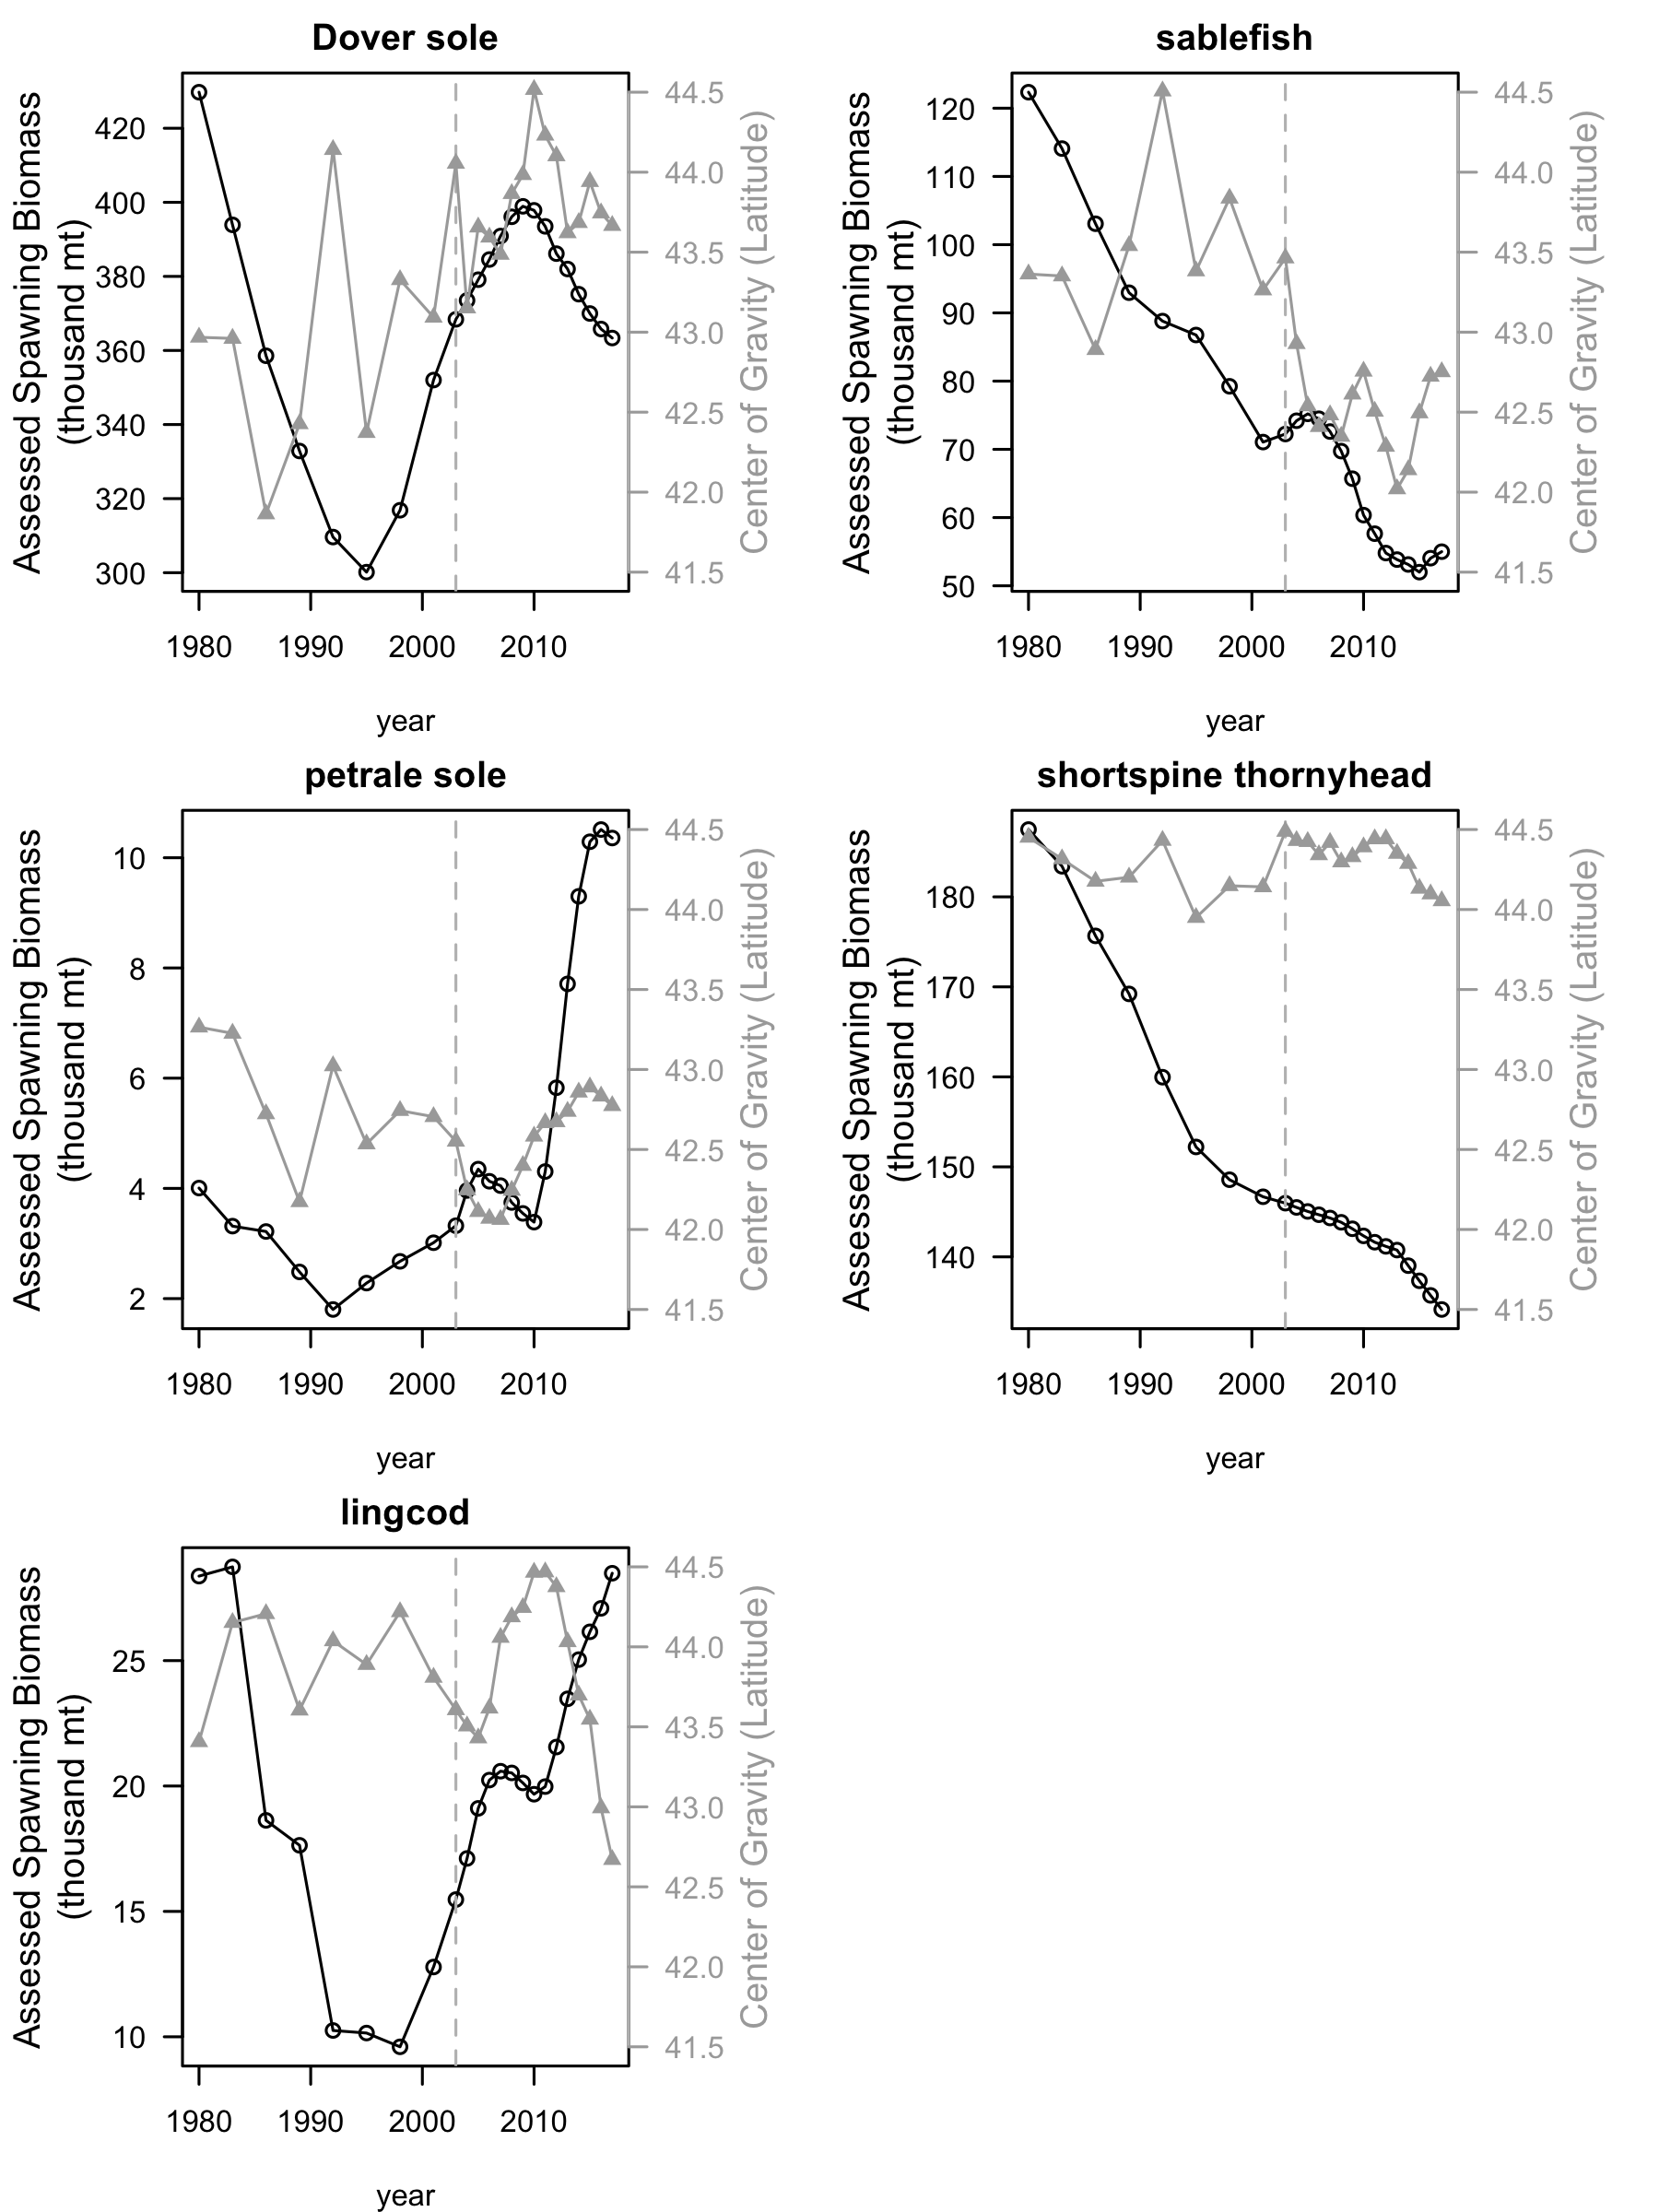 Dover sole
Assessed Spawning Biomass
(thousand mt)
420
400
380
360
340
320
300
44.5
44.0
43.5
43.0
42.5
42.0
41.5
Center of Gravity (Latitude)
1980 1990 2000 2010
year
sablefish
Assessed Spawning Biomass
(thousand mt)
120
110
100
90
80
70
60
50
44.5
44.0
43.5
43.0
42.5
42.0
41.5
Center of Gravity (Latitude)
1980 1990 2000 2010
year
petrale sole
Assessed Spawning Biomass
(thousand mt)
10
8
6
4
2
44.5
44.0
43.5
43.0
42.5
42.0
41.5
Center of Gravity (Latitude)
1980 1990 2000 2010
year
shortspine thornyhead
Assessed Spawning Biomass
(thousand mt)
180
170
160
150
140
44.5
44.0
43.5
43.0
42.5
42.0
41.5
Center of Gravity (Latitude)
1980 1990 2000 2010
year
lingcod
Assessed Spawning Biomass
(thousand mt)
25
20
15
10
44.5
44.0
43.5
43.0
42.5
42.0
41.5
Center of Gravity (Latitude)
1980 1990 2000 2010
year